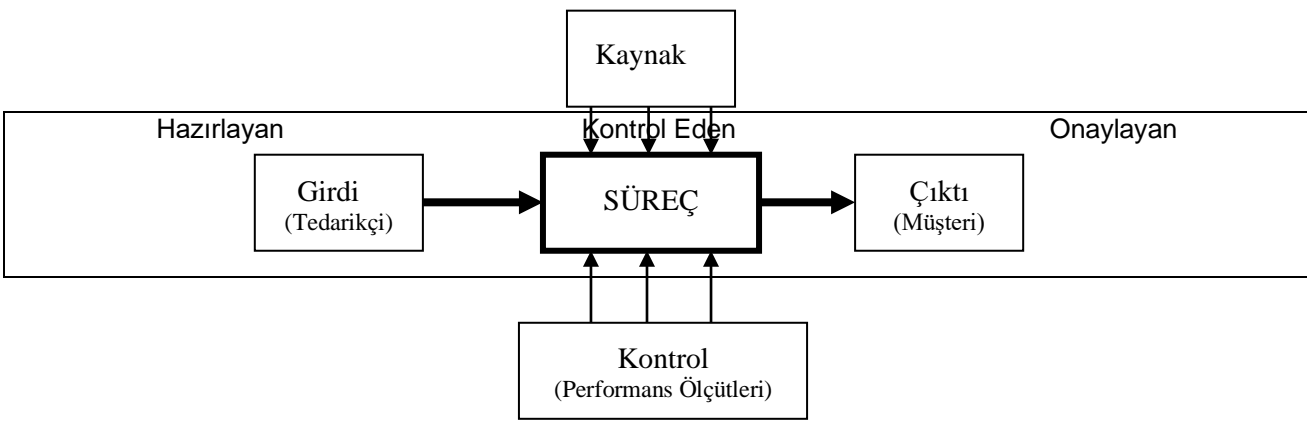 Kaynak
Hazırlayan Kontrol Eden Onaylayan
Girdi
(Tedarikçi)
SÜREÇ
Çıktı
(Müşteri)
Kontrol
(Performans Ölçütleri)